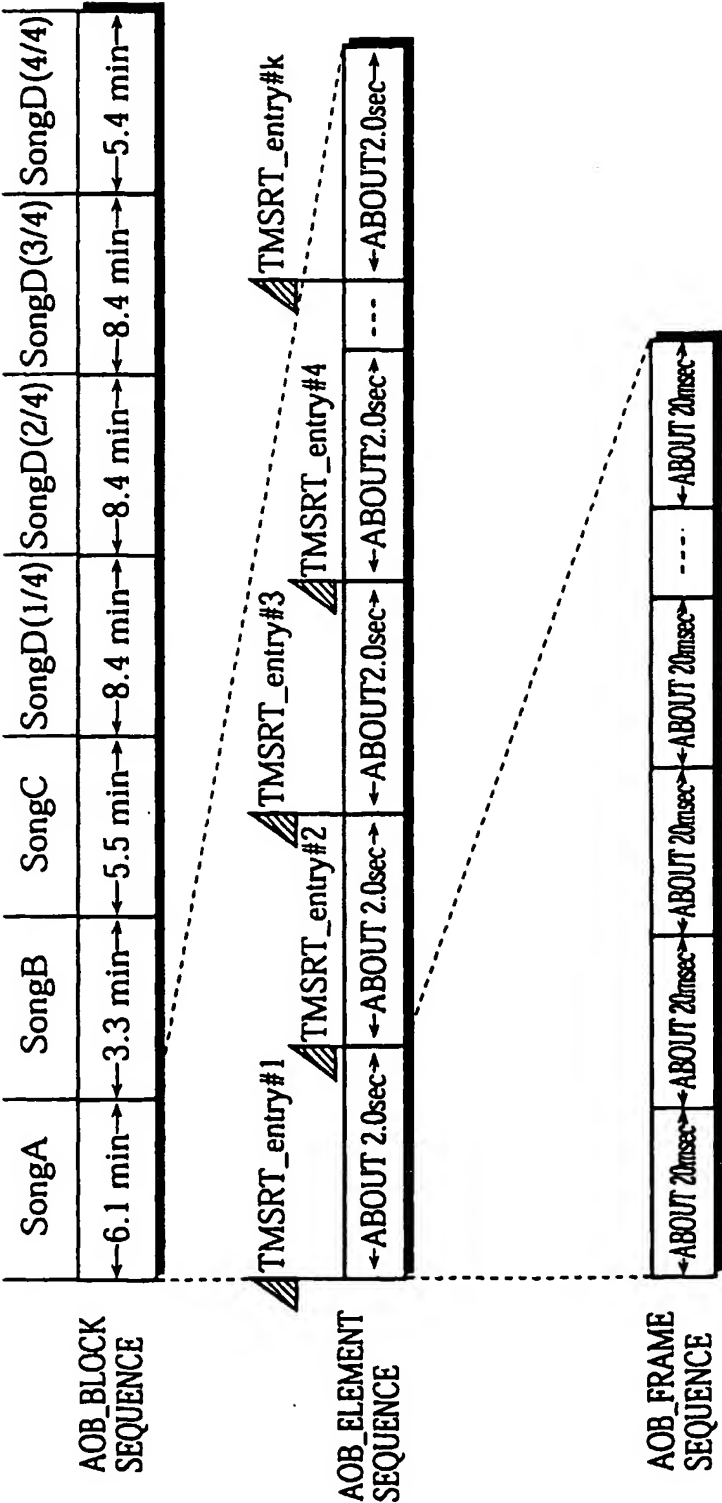 SongA SongB SongC SongD(1/4) SongD(2/4) SongD(3/4) SongD(4/4)
AOB_BLOCK
SEQUENCE
←6.1 min→ ←3.3 min→ ←5.5 min→ ←8.4 min→ ←8.4 min→ ←8.4 min→ ←5.4 min→
TMSRT_entry#1 TMSRT_entry#2 TMSRT_entry#3 TMSRT_entry#4 TMSRT_entry#k
AOB_ELEMENT
SEQUENCE
←ABOUT 2.0sec→ ←ABOUT 2.0sec→ ←ABOUT2.0sec→ ←ABOUT2.0sec→ ---- ←ABOUT2.0sec→
AOB_FRAME
SEQUENCE
←ABOUT 20msec→ ←ABOUT 20msec→ ←ABOUT 20msec→ ←ABOUT 20msec→ ---- ←ABOUT 20msec→